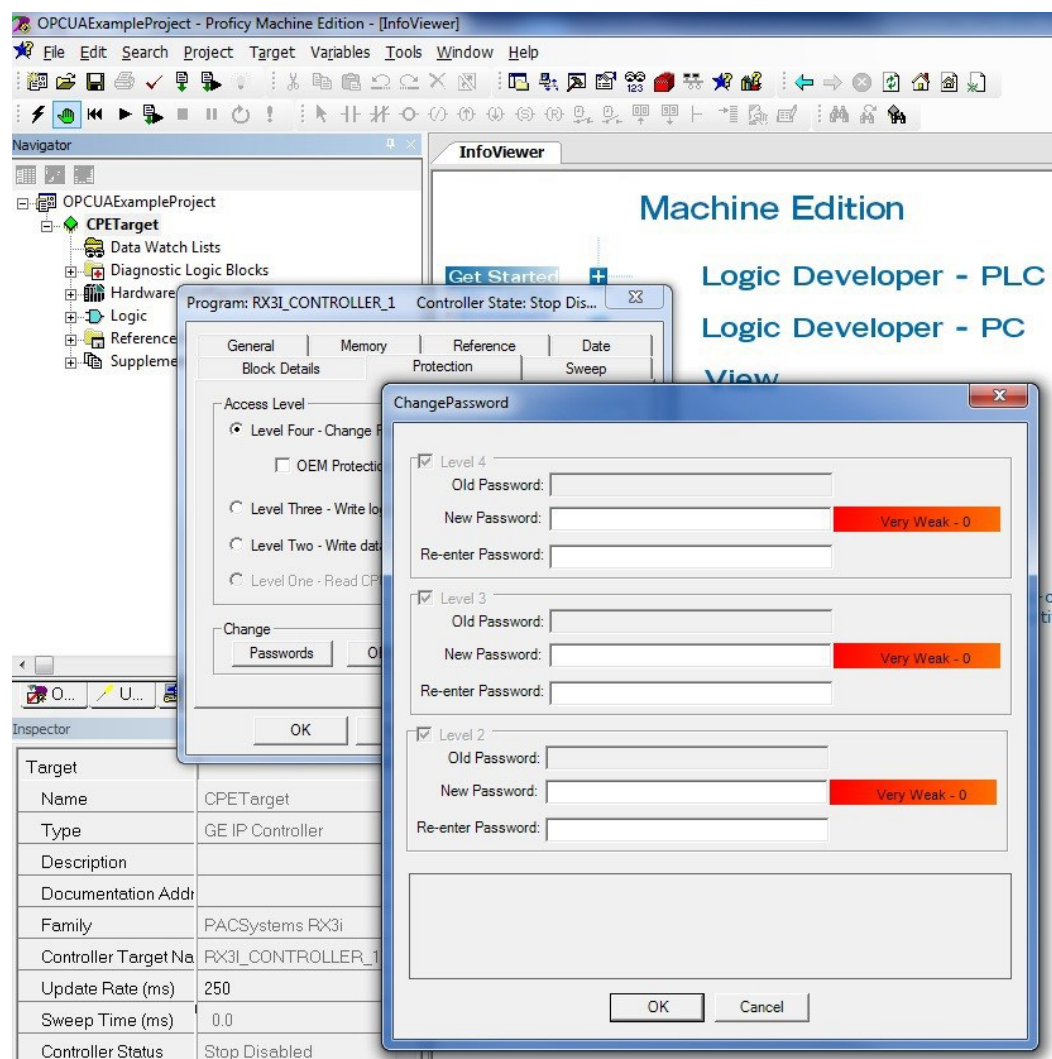 OPCUAExampleProject - Proficy Machine Edition - [InfoViewer]
File Edit Search Project Target Variables Tools Window Help
Navigator
InfoViewer
OPCUAExampleProject
CPETarget
Data Watch Lists
Diagnostic Logic Blocks
Hardware
Logic
Reference
Suppleme
Machine Edition
Get Started
Logic Developer - PLC
Logic Developer - PC
View
Program: RX3I_CONTROLLER_1 Controller State: Stop Dis...
General Memory Reference Date
Block Details Protection Sweep
Access Level
Level Four - Change P
OEM Protectio
Level Three - Write lo
Level Two - Write data
Level One - Read CP
Change
Passwords
OK
ChangePassword
Level 4
Old Password:
New Password: Very Weak - 0
Re-enter Password:
Level 3
Old Password:
New Password: Very Weak - 0
Re-enter Password:
Level 2
Old Password:
New Password: Very Weak - 0
Re-enter Password:
OK Cancel
O... U...
Inspector
Target
Name CPETarget
Type GE IP Controller
Description
Documentation Addr
Family PACSystems RX3i
Controller Target Na RX3I_CONTROLLER_1
Update Rate (ms) 250
Sweep Time (ms) 0.0
Controller Status Stop Disabled